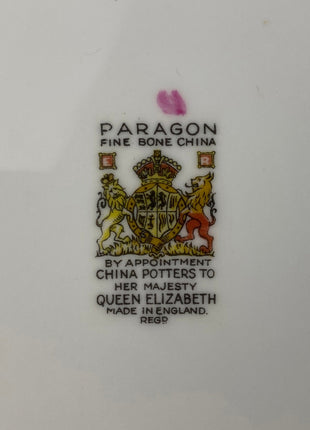 PARAGON
FINE BONE CHINA
E R
BY APPOINTMENT
CHINA POTTERS TO
HER MAJESTY
QUEEN ELIZABETH
MADE IN ENGLAND.
REGD